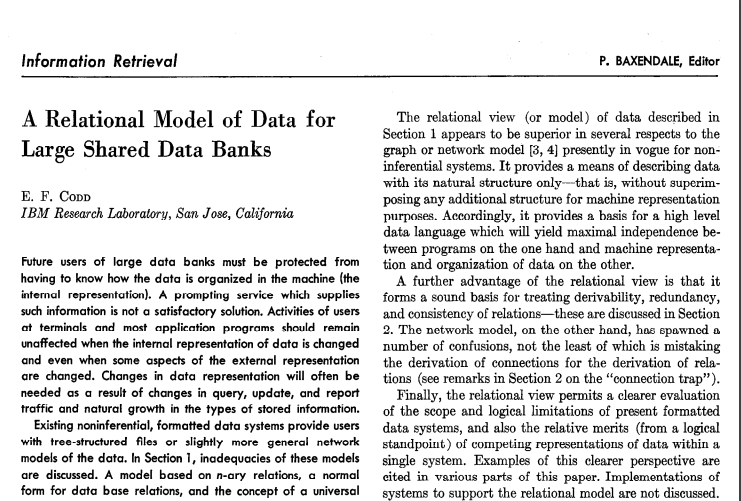 Information Retrieval
P. BAXENDALE, Editor
A Relational Model of Data for
Large Shared Data Banks
E. F. CODD
IBM Research Laboratory, San Jose, California
Future users of large data banks must be protected from
having to know how the data is organized in the machine (the
internal representation). A prompting service which supplies
such information is not a satisfactory solution. Activities of users
at terminals and most application programs should remain
unaffected when the internal representation of data is changed
and even when some aspects of the external representation
are changed. Changes in data representation will often be
needed as a result of changes in query, update, and report
traffic and natural growth in the types of stored information.
Existing noninferential, formatted data systems provide users
with tree-structured files or slightly more general network
models of the data. In Section 1, inadequacies of these models
are discussed. A model based on n-ary relations, a normal
form for data base relations, and the concept of a universal
The relational view (or model) of data described in
Section 1 appears to be superior in several respects to the
graph or network model [3, 4] presently in vogue for non-
inferential systems. It provides a means of describing data
with its natural structure only—that is, without superim-
posing any additional structure for machine representation
purposes. Accordingly, it provides a basis for a high level
data language which will yield maximal independence be-
tween programs on the one hand and machine representa-
tion and organization of data on the other.
A further advantage of the relational view is that it
forms a sound basis for treating derivability, redundancy,
and consistency of relations—these are discussed in Section
2. The network model, on the other hand, has spawned a
number of confusions, not the least of which is mistaking
the derivation of connections for the derivation of rela-
tions (see remarks in Section 2 on the “connection trap”).
Finally, the relational view permits a clearer evaluation
of the scope and logical limitations of present formatted
data systems, and also the relative merits (from a logical
standpoint) of competing representations of data within a
single system. Examples of this clearer perspective are
cited in various parts of this paper. Implementations of
systems to support the relational model are not discussed.